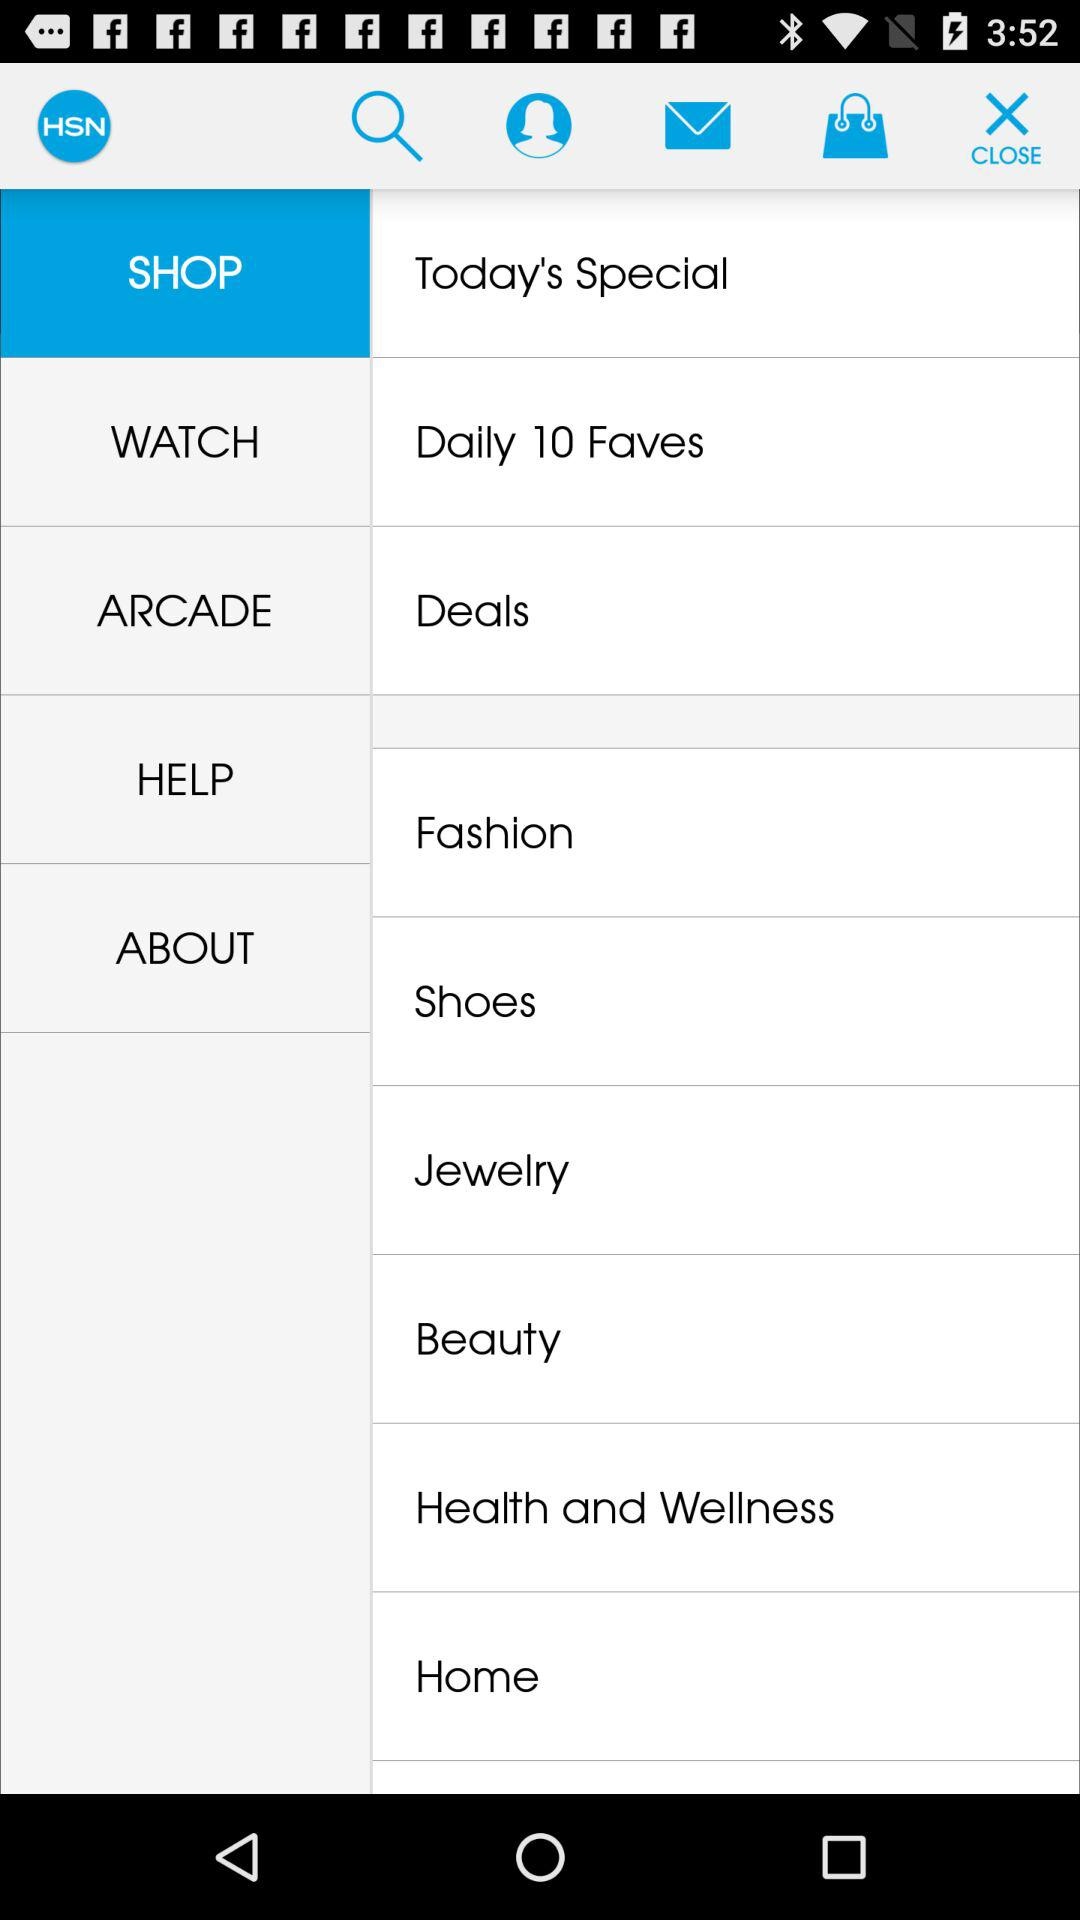 3:52
HSN
CLOSE
SHOP
WATCH
ARCADE
HELP
ABOUT
Today's Special
Daily 10 Faves
Deals
Fashion
Shoes
Jewelry
Beauty
Health and Wellness
Home